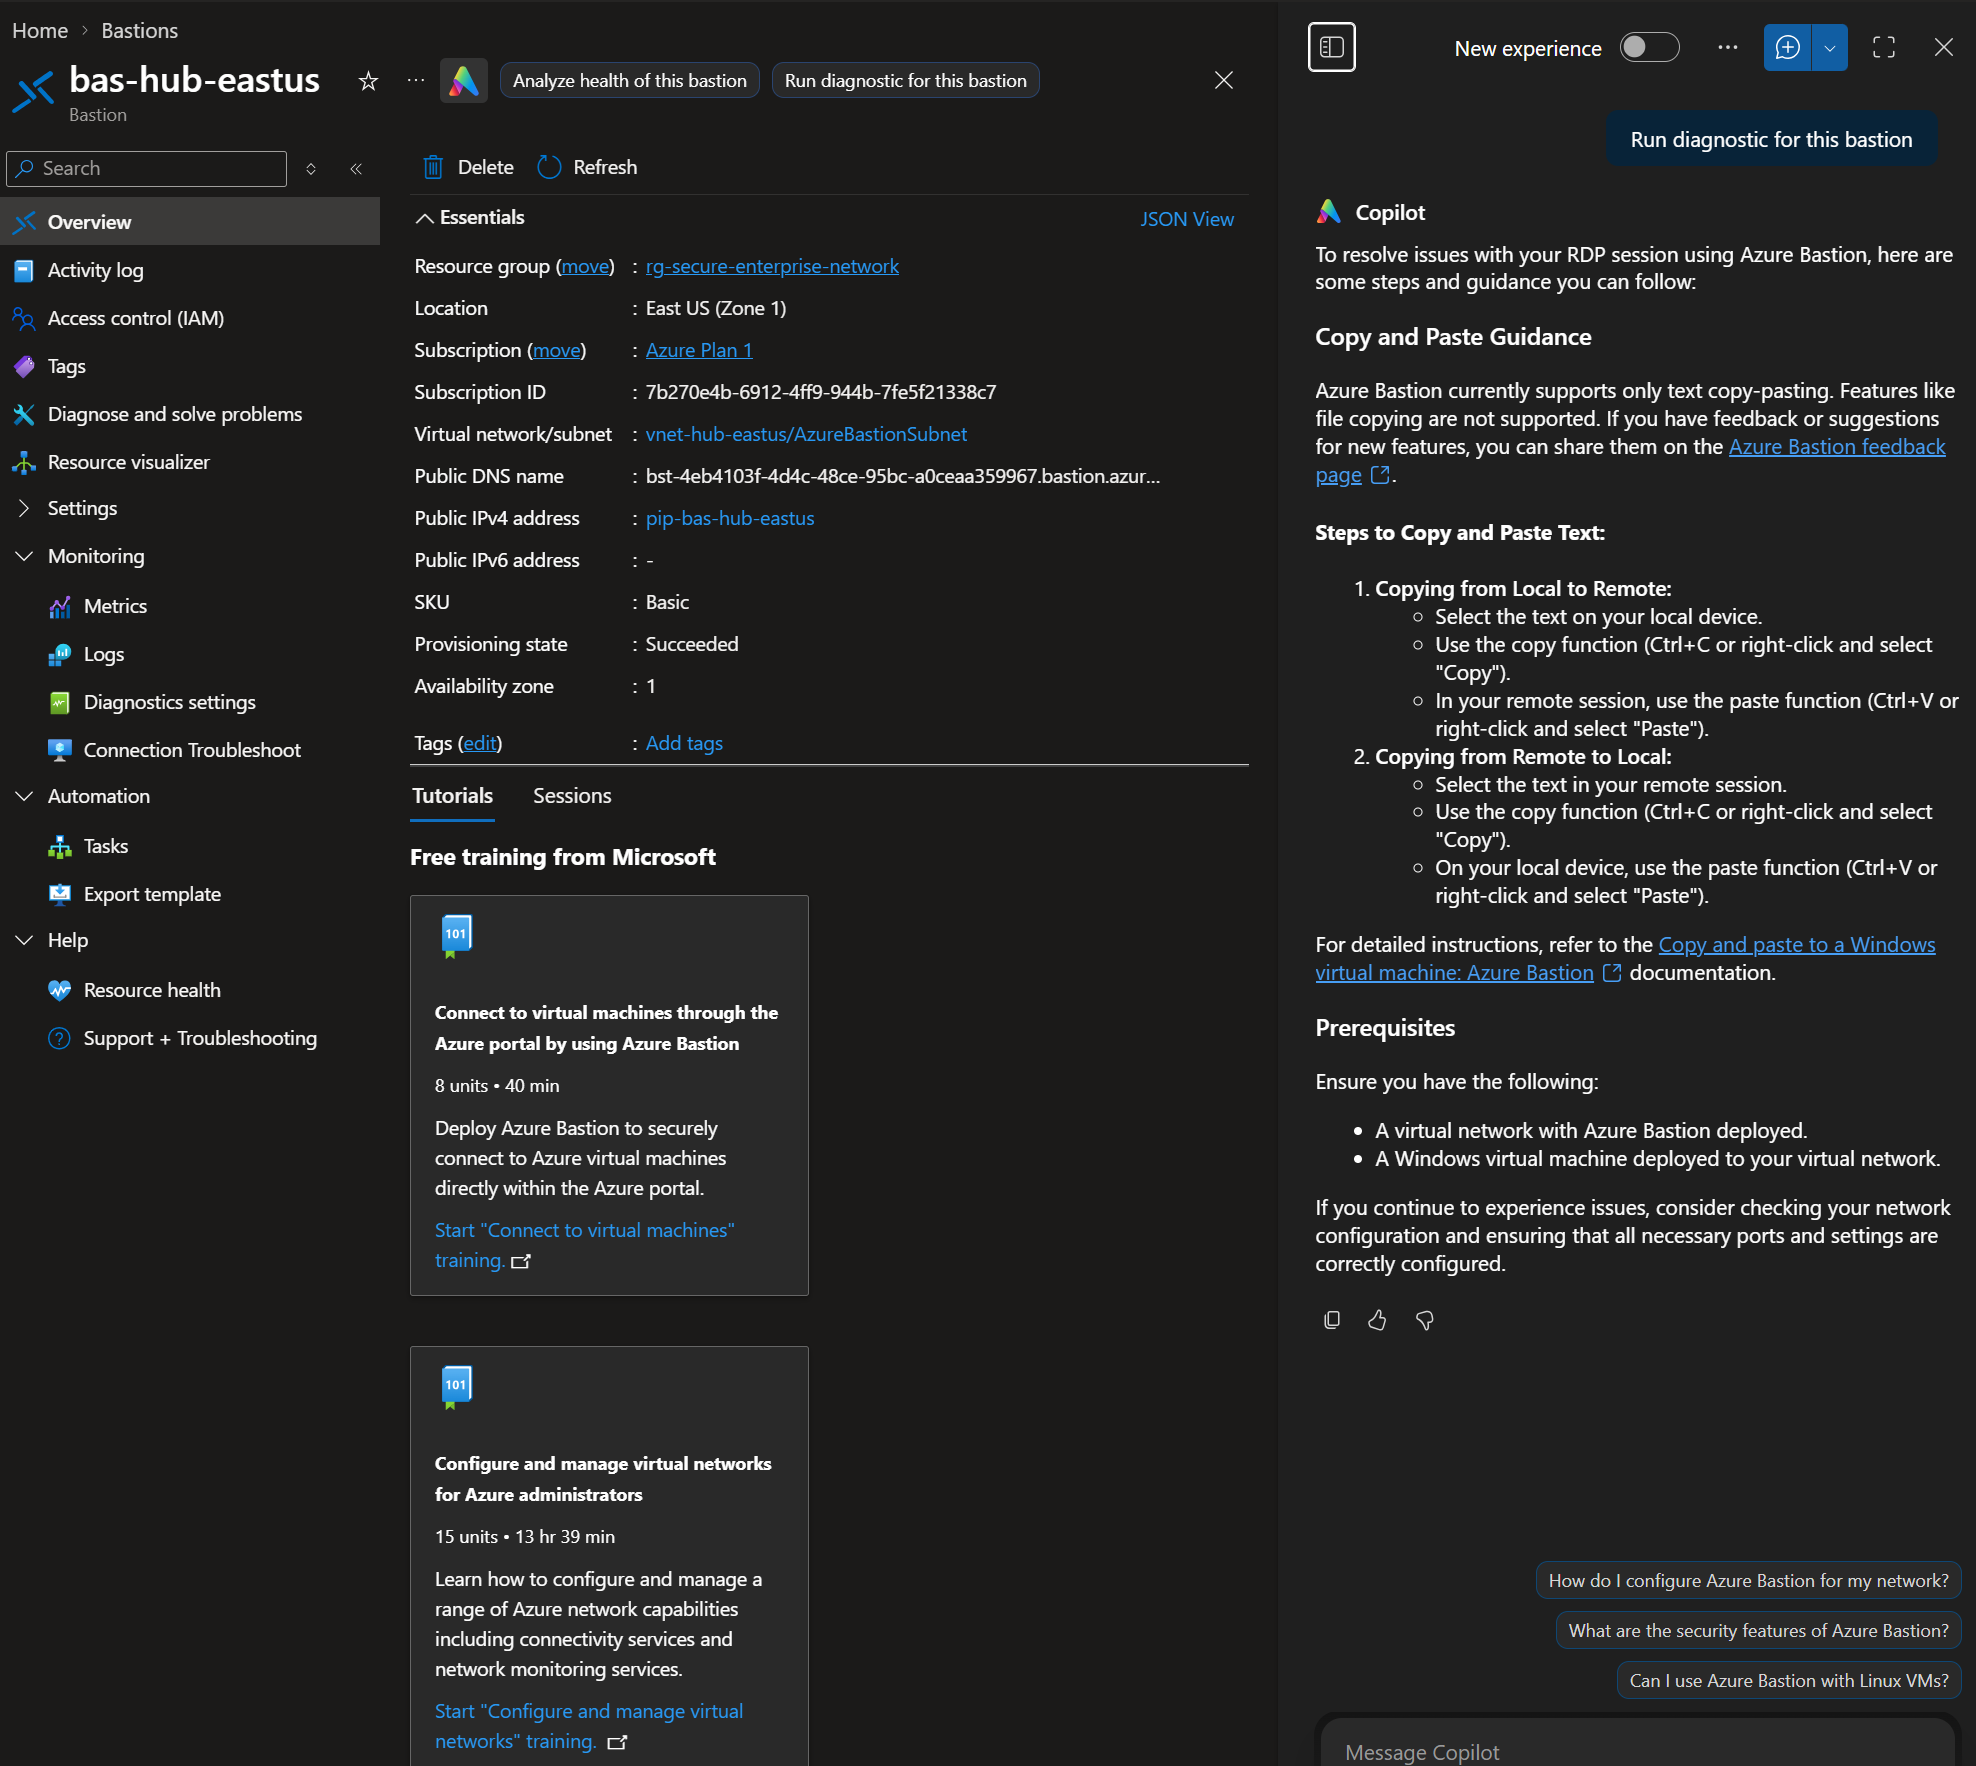 Home > Bastions
bas-hub-eastus
Bastion
Analyze health of this bastion
Run diagnostic for this bastion
Search
Overview
Activity log
Access control (IAM)
Tags
Diagnose and solve problems
Resource visualizer
Settings
Monitoring
Metrics
Logs
Diagnostics settings
Connection Troubleshoot
Automation
Tasks
Export template
Help
Resource health
Support + Troubleshooting
Delete
Refresh
Essentials
JSON View
Resource group (move) : rg-secure-enterprise-network
Location : East US (Zone 1)
Subscription (move) : Azure Plan 1
Subscription ID : 7b270e4b-6912-4ff9-944b-7fe5f21338c7
Virtual network/subnet : vnet-hub-eastus/AzureBastionSubnet
Public DNS name : bst-4eb4103f-4d4c-48ce-95bc-a0ceaa359967.bastion.azur...
Public IPv4 address : pip-bas-hub-eastus
Public IPv6 address : -
SKU : Basic
Provisioning state : Succeeded
Availability zone : 1
Tags (edit) : Add tags
Tutorials
Sessions
Free training from Microsoft
101
Connect to virtual machines through the
Azure portal by using Azure Bastion
8 units • 40 min
Deploy Azure Bastion to securely
connect to Azure virtual machines
directly within the Azure portal.
Start "Connect to virtual machines"
training.
101
Configure and manage virtual networks
for Azure administrators
15 units • 13 hr 39 min
Learn how to configure and manage a
range of Azure network capabilities
including connectivity services and
network monitoring services.
Start "Configure and manage virtual
networks" training.
New experience
Run diagnostic for this bastion
Copilot
To resolve issues with your RDP session using Azure Bastion, here are
some steps and guidance you can follow:
Copy and Paste Guidance
Azure Bastion currently supports only text copy-pasting. Features like
file copying are not supported. If you have feedback or suggestions
for new features, you can share them on the Azure Bastion feedback
page.
Steps to Copy and Paste Text:
1. Copying from Local to Remote:
○ Select the text on your local device.
○ Use the copy function (Ctrl+C or right-click and select
"Copy").
○ In your remote session, use the paste function (Ctrl+V or
right-click and select "Paste").
2. Copying from Remote to Local:
○ Select the text in your remote session.
○ Use the copy function (Ctrl+C or right-click and select
"Copy").
○ On your local device, use the paste function (Ctrl+V or
right-click and select "Paste").
For detailed instructions, refer to the Copy and paste to a Windows
virtual machine: Azure Bastion documentation.
Prerequisites
Ensure you have the following:
• A virtual network with Azure Bastion deployed.
• A Windows virtual machine deployed to your virtual network.
If you continue to experience issues, consider checking your network
configuration and ensuring that all necessary ports and settings are
correctly configured.
How do I configure Azure Bastion for my network?
What are the security features of Azure Bastion?
Can I use Azure Bastion with Linux VMs?
Message Copilot